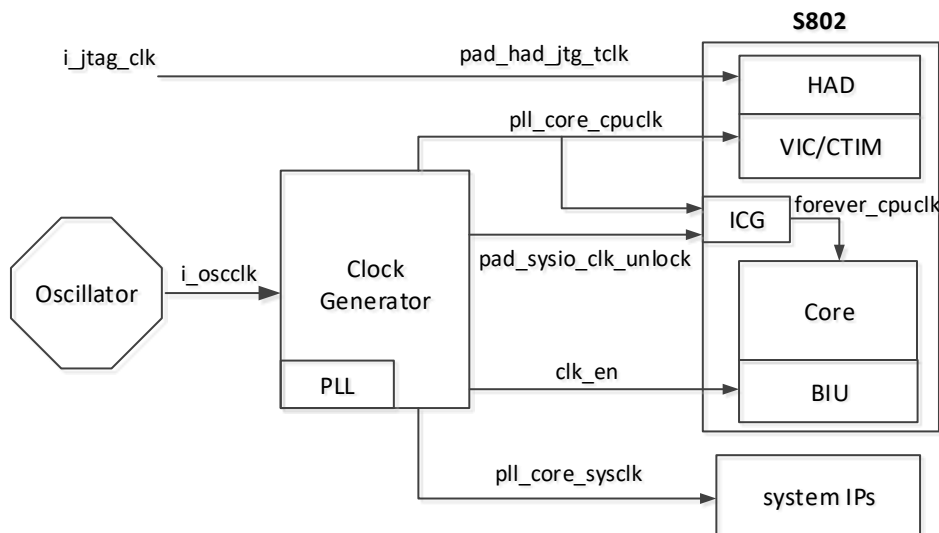 S802
i_jtag_clk
pad_had_jtg_tclk
HAD
pll_core_cpuclk
VIC/CTIM
ICG
forever_cpuclk
pad_sysio_clk_unlock
i_oscclk
Oscillator
Clock
Generator
Core
clk_en
PLL
BIU
pll_core_sysclk
system IPs